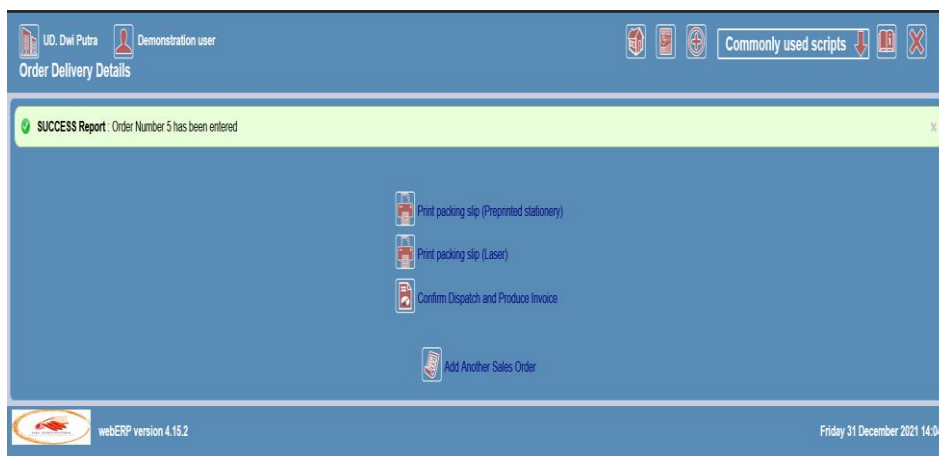 UD. Dwi Putra Demonstration user
Order Delivery Details
Commonly used scripts
SUCCESS Report : Order Number 5 has been entered x
Print packing slip (Preprinted stationery)
Print packing slip (Laser)
Confirm Dispatch and Produce Invoice
Add Another Sales Order
webERP version 4.15.2
Friday 31 December 2021